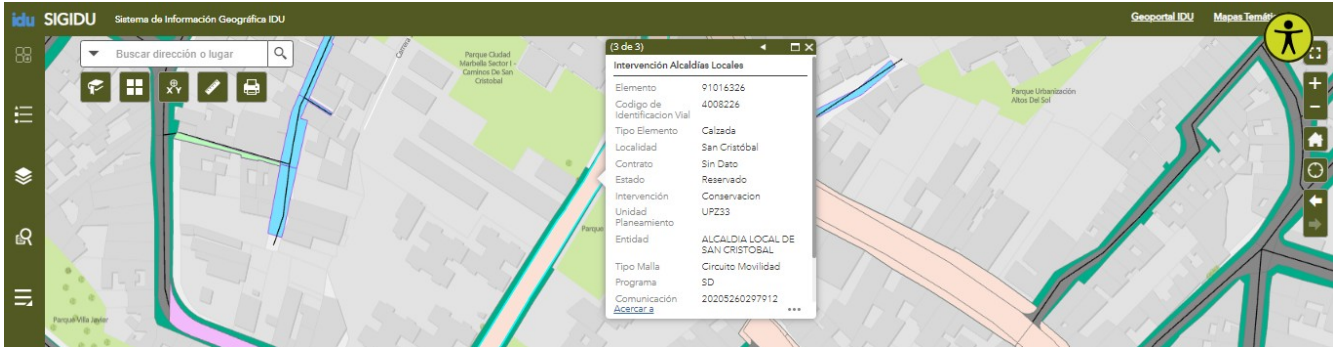 idu SIGIDU Sistema de Información Geográfica IDU
Geoportal IDU Mapas
Buscar dirección o lugar
Carrera
Parque Ciudad
Marbella Sector I -
Caminos De San
Cristobal
(3 de 3)
Intervención Alcaldías Locales
Elemento 91016326
Codigo de
Identificacion Vial 4008226
Tipo Elemento Calzada
Localidad San Cristóbal
Contrato Sin Dato
Estado Reservado
Intervención Conservacion
Unidad
Planeamiento UPZ33
Entidad ALCALDIA LOCAL DE
SAN CRISTOBAL
Tipo Malla Circuito Movilidad
Programa SD
Comunicación 20205260297912
Acercar a
Parque Urbanización
Altos Del Sol
Parque
Parque Villa Javier